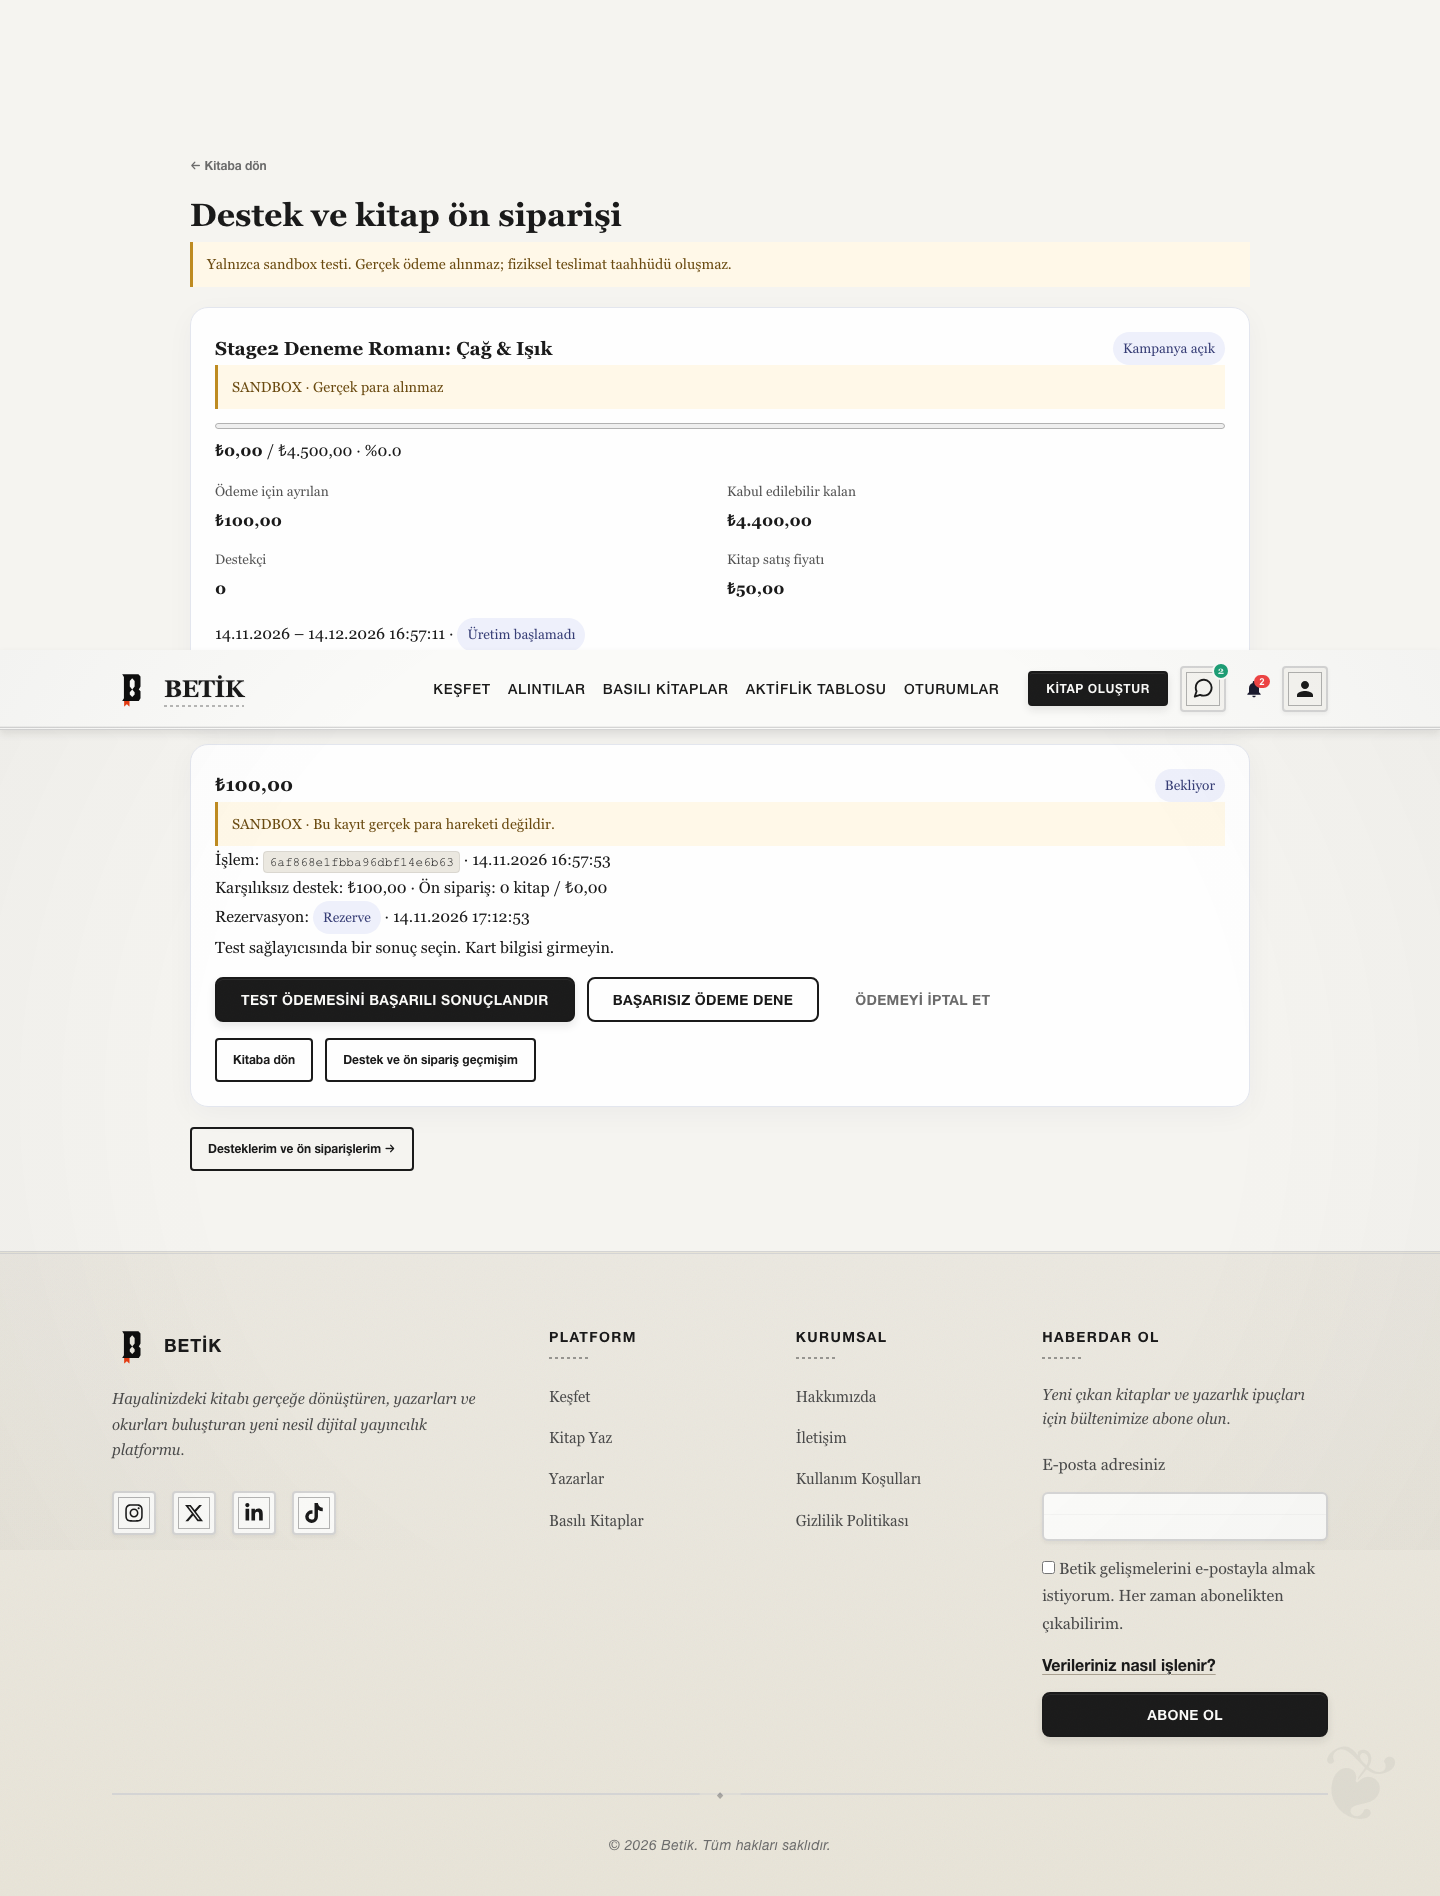 ← Kitaba dön
Destek ve kitap ön siparişi
Yalnızca sandbox testi. Gerçek ödeme alınmaz; fiziksel teslimat taahhüdü oluşmaz.
Stage2 Deneme Romanı: Çağ & Işık
Kampanya açık
SANDBOX · Gerçek para alınmaz
₺0,00 / ₺4.500,00 · %0.0
Ödeme için ayrılan
₺100,00
Kabul edilebilir kalan
₺4.400,00
Destekçi
0
Kitap satış fiyatı
₺50,00
14.11.2026 – 14.12.2026 16:57:11 · Üretim başlamadı
BETİK
KEŞFET ALINTILAR BASILI KİTAPLAR AKTİFLİK TABLOSU OTURUMLAR
KİTAP OLUŞTUR
2
2
₺100,00
Bekliyor
SANDBOX · Bu kayıt gerçek para hareketi değildir.
İşlem: 6af868e1fbba96dbf14e6b63 · 14.11.2026 16:57:53
Karşılıksız destek: ₺100,00 · Ön sipariş: 0 kitap / ₺0,00
Rezervasyon: Rezerve · 14.11.2026 17:12:53
Test sağlayıcısında bir sonuç seçin. Kart bilgisi girmeyin.
TEST ÖDEMESİNİ BAŞARILI SONUÇLANDIR
BAŞARISIZ ÖDEME DENE
ÖDEMEYİ İPTAL ET
Kitaba dön
Destek ve ön sipariş geçmişim
Desteklerim ve ön siparişlerim →
BETİK
Hayalinizdeki kitabı gerçeğe dönüştüren, yazarları ve
okurları buluşturan yeni nesil dijital yayıncılık
platformu.
PLATFORM
Keşfet
Kitap Yaz
Yazarlar
Basılı Kitaplar
KURUMSAL
Hakkımızda
İletişim
Kullanım Koşulları
Gizlilik Politikası
HABERDAR OL
Yeni çıkan kitaplar ve yazarlık ipuçları
için bültenimize abone olun.
E-posta adresiniz
Betik gelişmelerini e-postayla almak
istiyorum. Her zaman abonelikten
çıkabilirim.
Verileriniz nasıl işlenir?
ABONE OL
© 2026 Betik. Tüm hakları saklıdır.